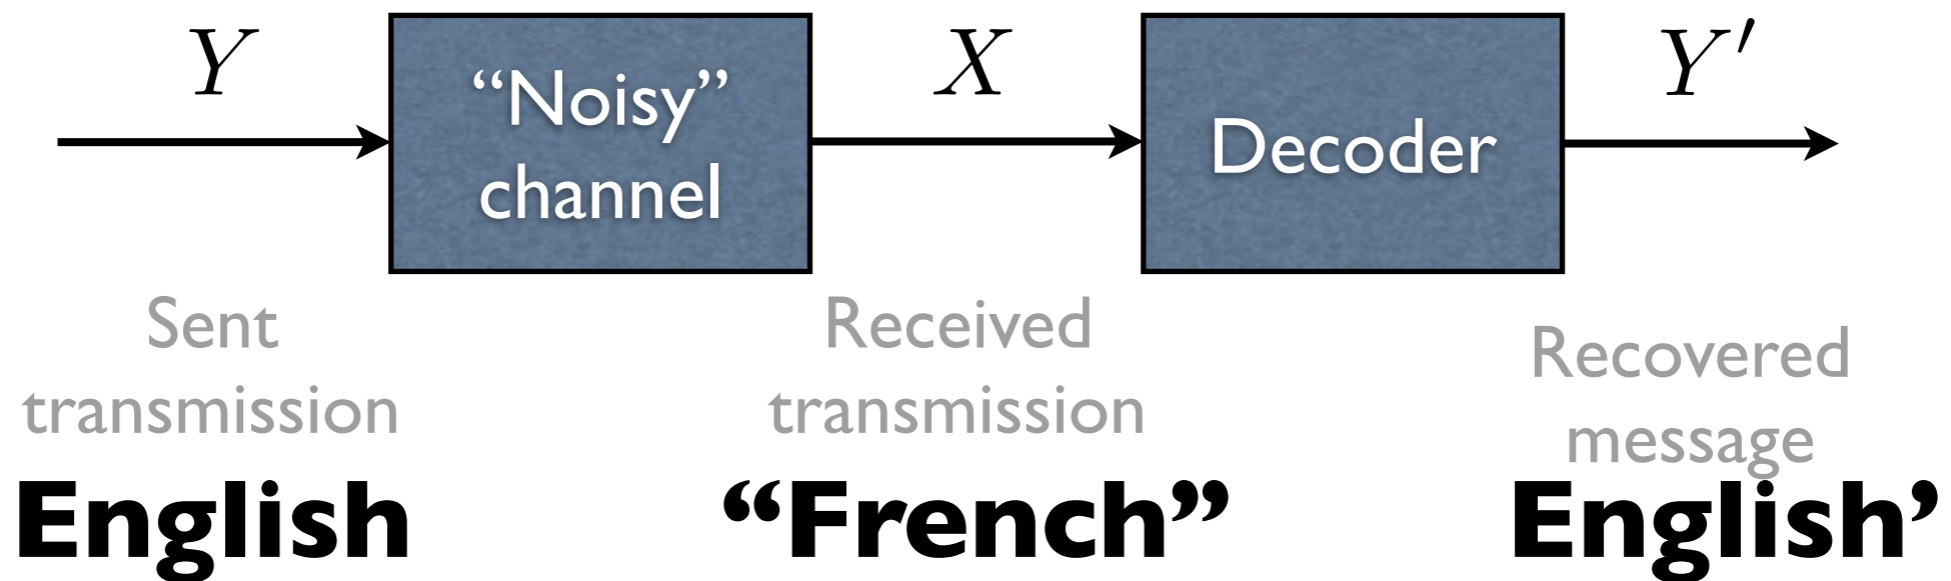 Y
X
Y′
“Noisy”
channel
Decoder
Sent
transmission
Received
transmission
Recovered
message
English
“French”
English’